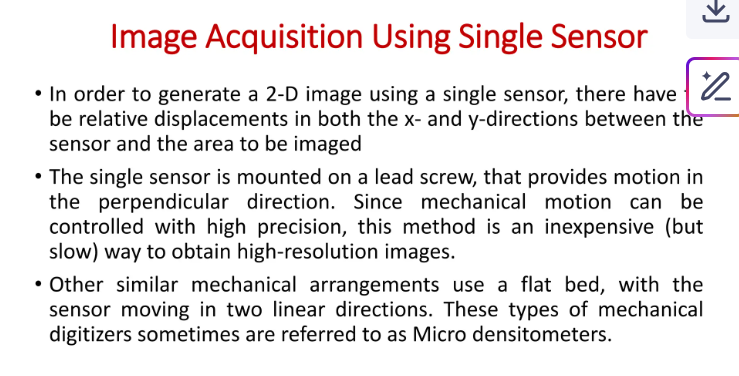 Image Acquisition Using Single Sensor
• In order to generate a 2-D image using a single sensor, there have
be relative displacements in both the x- and y-directions between the
sensor and the area to be imaged
• The single sensor is mounted on a lead screw, that provides motion in
the perpendicular direction. Since mechanical motion can be
controlled with high precision, this method is an inexpensive (but
slow) way to obtain high-resolution images.
• Other similar mechanical arrangements use a flat bed, with the
sensor moving in two linear directions. These types of mechanical
digitizers sometimes are referred to as Micro densitometers.